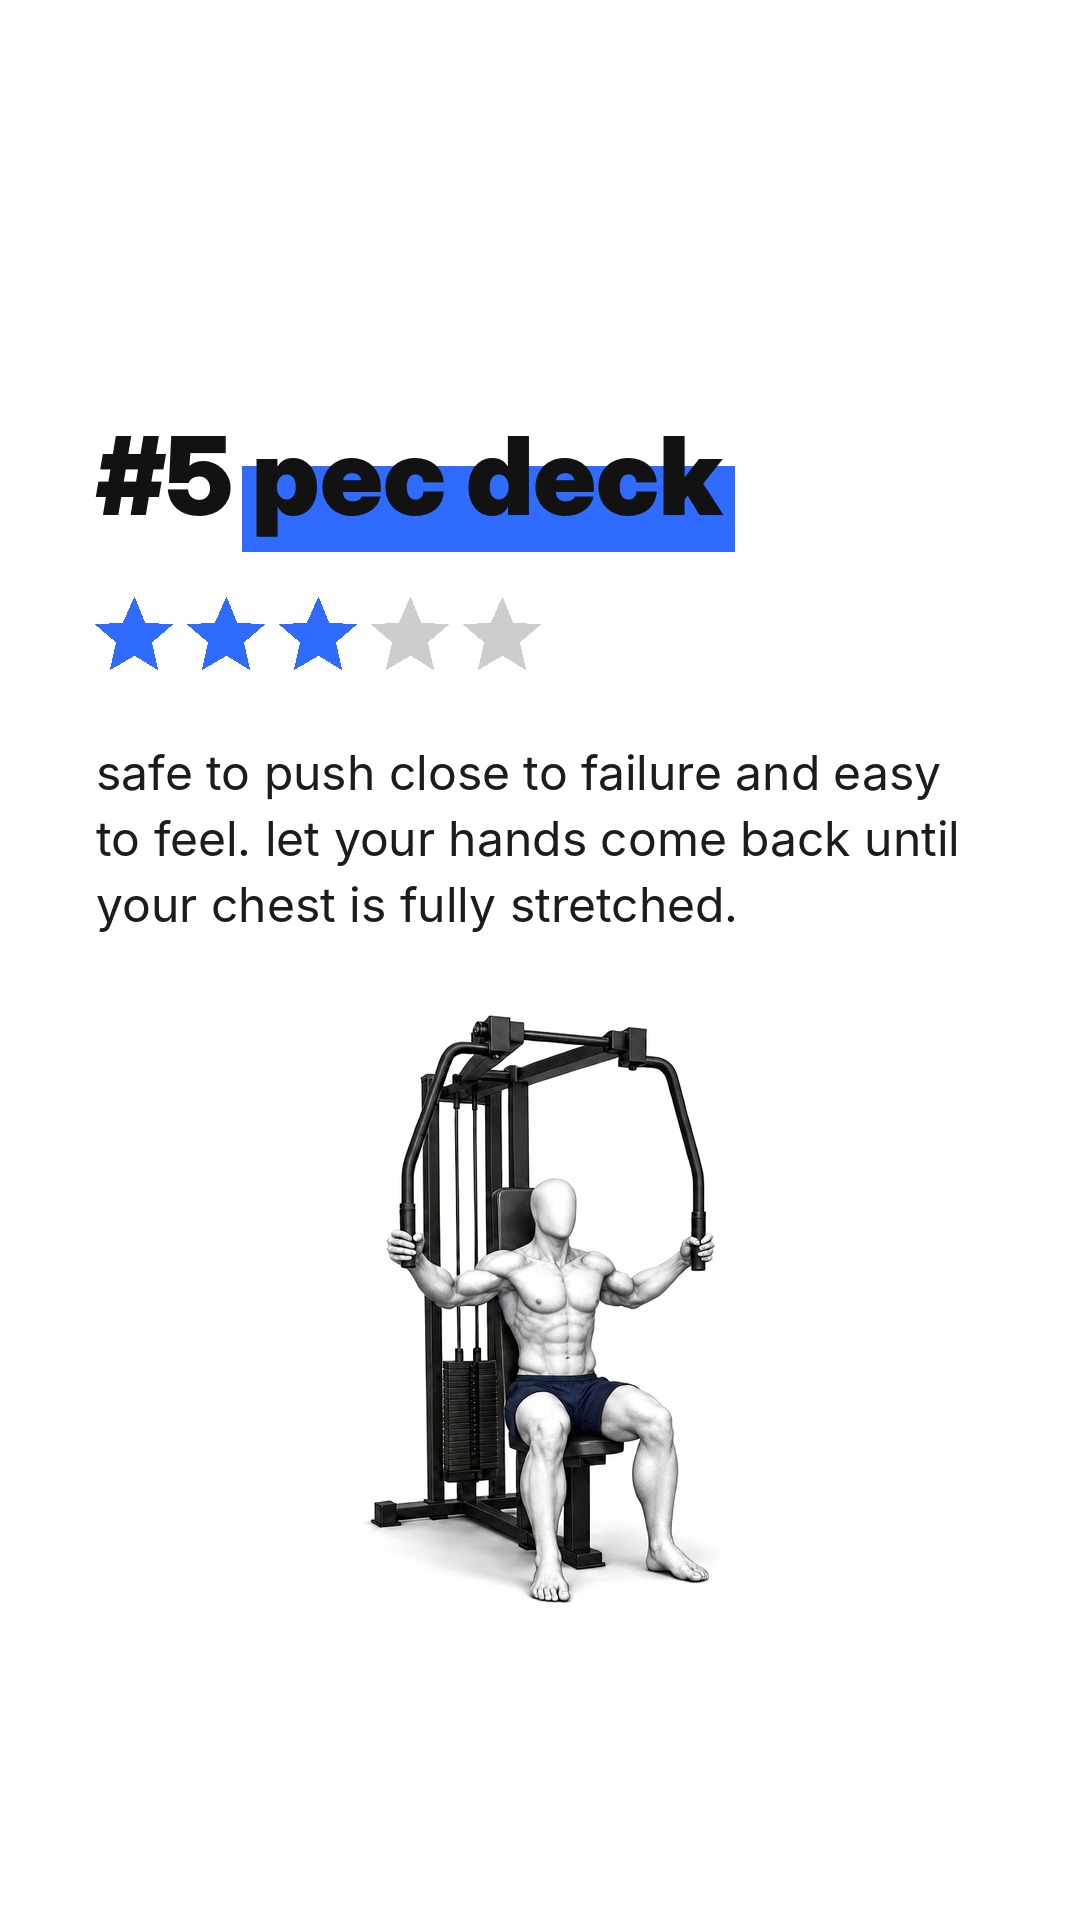 #5 pec deck
safe to push close to failure and easy
to feel. let your hands come back until
your chest is fully stretched.